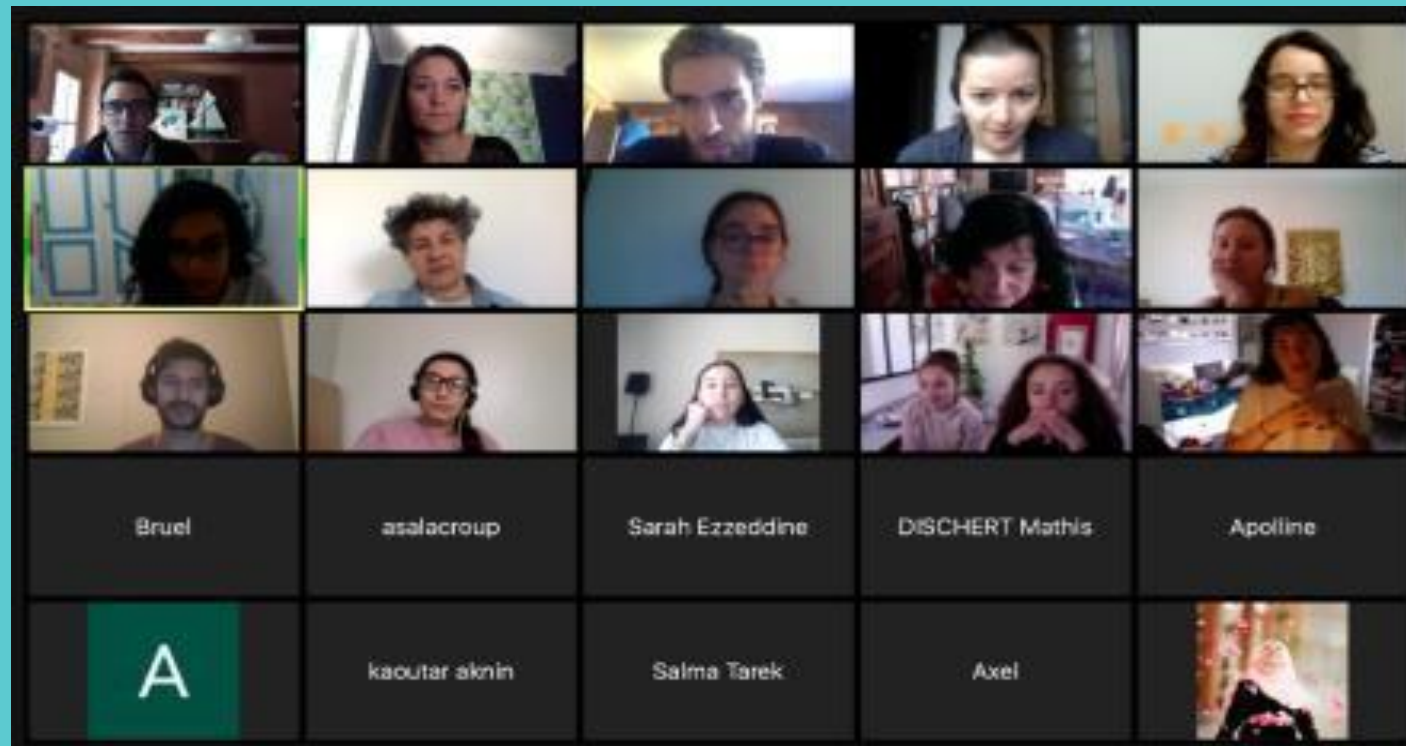 Bruel
asalacroup
Sarah Ezzeddine
DISCHERT Mathis
Apolline
A
kaoutar aknin
Salma Tarek
Axel